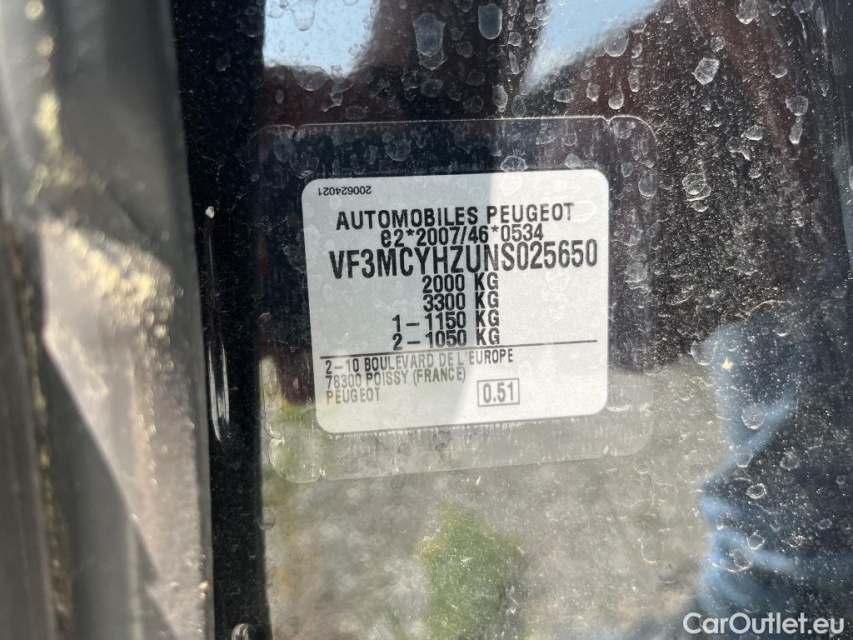 200624021
AUTOMOBILES PEUGEOT
e2*2007/46*0534
VF3MCYHZUNS025650
2000 KG
3300 KG
1-1150 KG
2-1050 KG
2-10 BOULEVARD DE L'EUROPE
78300 POISSY (FRANCE)
PEUGEOT
0.51
CarOutlet.eu